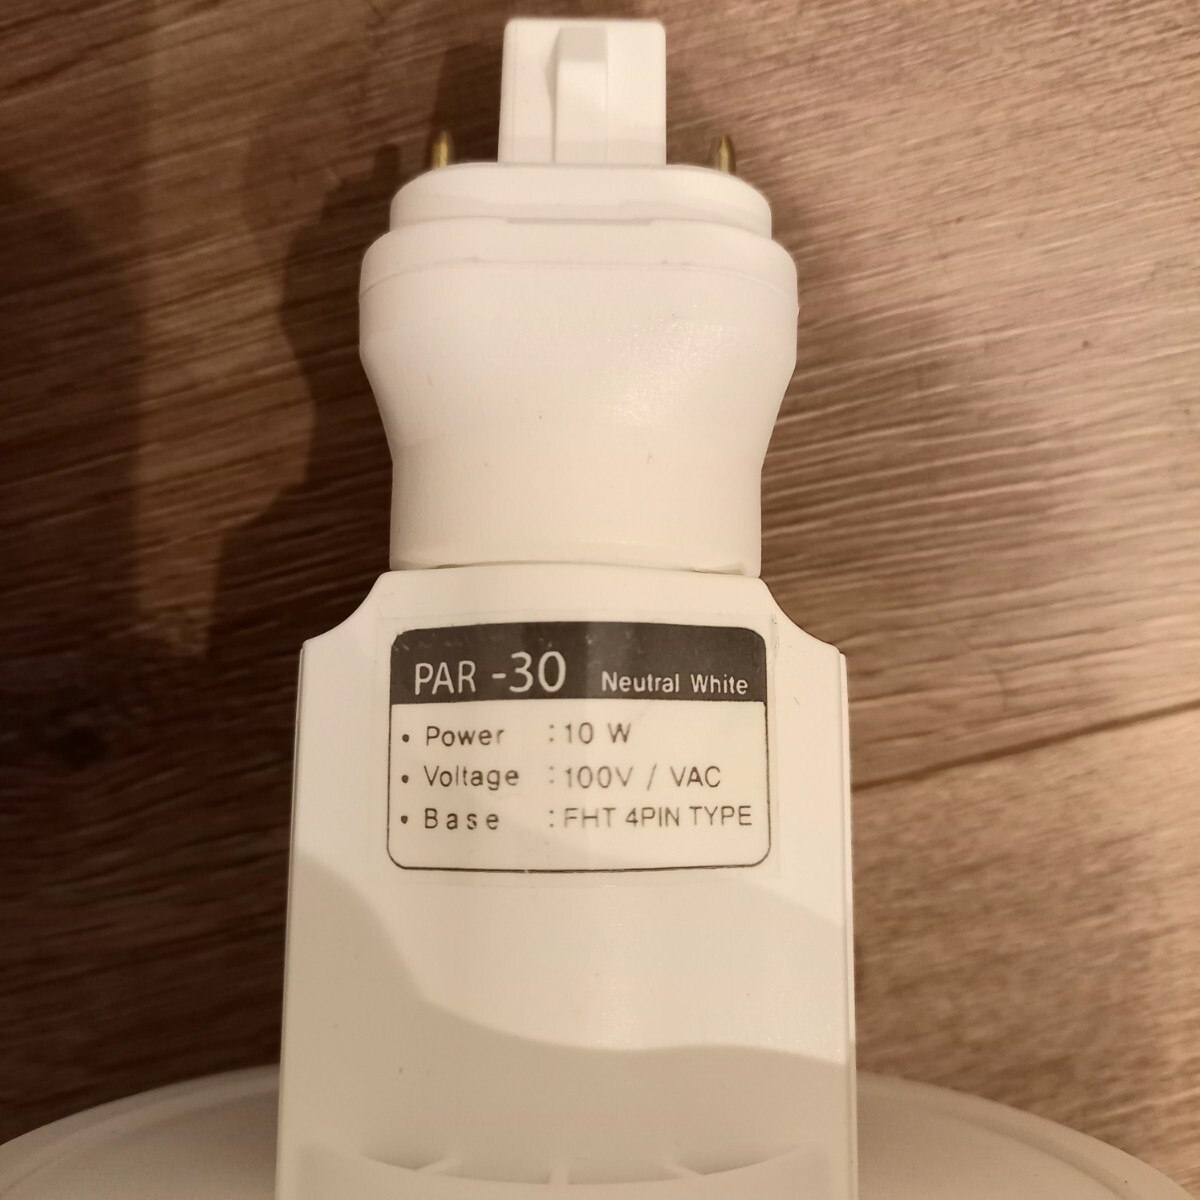 PAR -30 Neutral White
• Power : 10 W
• Voltage : 100V / VAC
• Base : FHT 4PIN TYPE